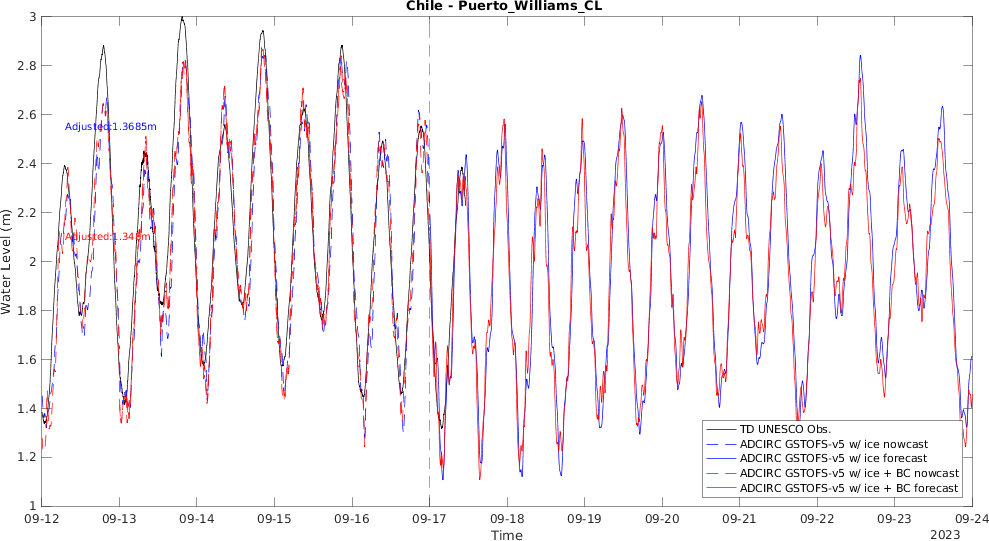 Chile - Puerto_Williams_CL
3
2.8
2.6
2.4
2.2
2
1.8
1.6
1.4
1.2
1
Water Level (m)
Adjusted:1.3685m
TD UNESCO Obs.
ADCIRC GSTOFS-v5 w/ ice nowcast
ADCIRC GSTOFS-v5 w/ ice forecast
ADCIRC GSTOFS-v5 w/ ice + BC nowcast
ADCIRC GSTOFS-v5 w/ ice + BC forecast
09-12 09-13 09-14 09-15 09-16 09-17 09-18 09-19 09-20 09-21 09-22 09-23 09-24
Time
2023